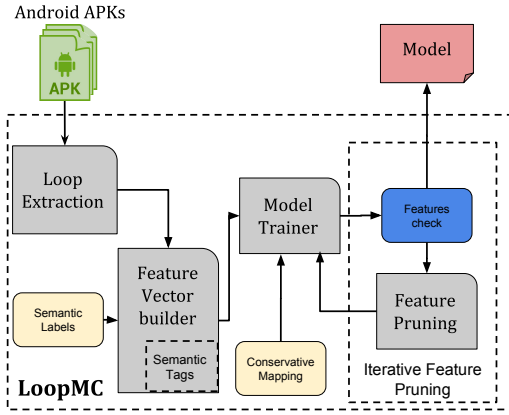 Android APKs
APK
Model
Loop
Extraction
Model
Trainer
Features
check
Feature
Vector
builder
Semantic
Labels
Semantic
Tags
Conservative
Mapping
Feature
Pruning
Iterative Feature
Pruning
LoopMC